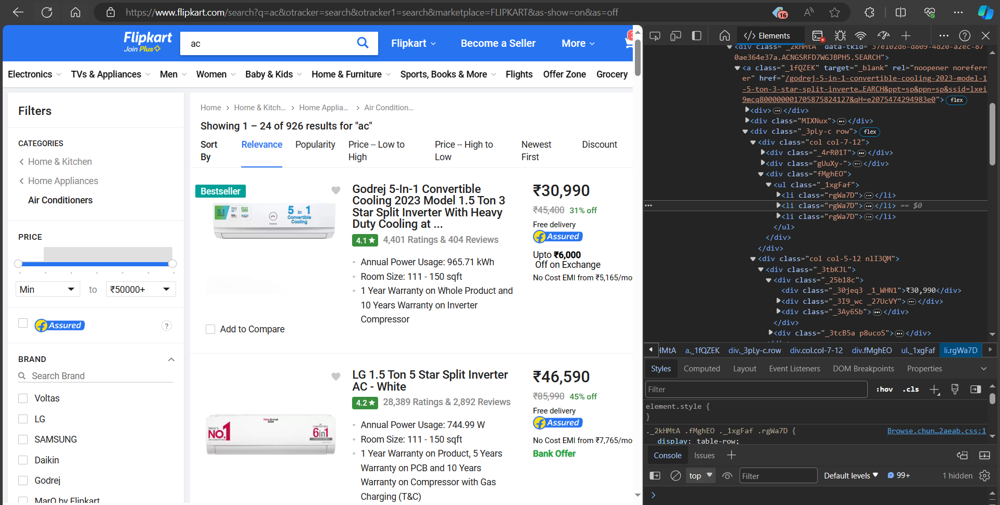 https://www.flipkart.com/search?q=ac&otracker=search&otracker1=search&marketplace=FLIPKART&as-show=on&as=off
16
Flipkart
Join Plus
ac
Flipkart
Become a Seller
More
Electronics
TVs & Appliances
Men
Women
Baby & Kids
Home & Furniture
Sports, Books & More
Flights
Offer Zone
Grocery
Filters
CATEGORIES
Home & Kitchen
Home Appliances
Air Conditioners
PRICE
Min
to
₹50000+
Assured
?
BRAND
Search Brand
Voltas
LG
SAMSUNG
Daikin
Godrej
MarQ by Flipkart
Home
Home & Kitch...
Home Applia...
Air Condition...
Showing 1 – 24 of 926 results for "ac"
Sort By
Relevance
Popularity
Price -- Low to High
Price -- High to Low
Newest First
Discount
Bestseller
5.1
R32
5 in 1
Convertible
Cooling
Add to Compare
Godrej 5-In-1 Convertible
Cooling 2023 Model 1.5 Ton 3
Star Split Inverter With Heavy
Duty Cooling at ...
4.1★ 4,401 Ratings & 404 Reviews
Annual Power Usage: 965.71 kWh
Room Size: 111 - 150 sqft
1 Year Warranty on Whole Product and
10 Years Warranty on Inverter
Compressor
₹30,990
₹45,400 31% off
Free delivery
Assured
Upto ₹6,000
Off on Exchange
No Cost EMI from ₹5,165/mo
New Arrival
2024
INDIA'S
NO.1
6in1
LG 1.5 Ton 5 Star Split Inverter
AC - White
4.2★ 28,389 Ratings & 2,892 Reviews
Annual Power Usage: 744.99 W
Room Size: 111 - 150 sqft
1 Year Warranty on Product, 5 Years
Warranty on PCB and 10 Years
Warranty on Compressor with Gas
Charging (T&C)
₹46,590
₹85,990 45% off
Free delivery
Assured
No Cost EMI from ₹7,765/mo
Bank Offer
Elements
<div class="_2kHMtA" data-tkid="37e102d6-d809-4d20-a2ec-87
0ae364e37a.ACNGSRFD7WGJBPH5.SEARCH">
<a class="_1fQZEK" target="_blank" rel="noopener noreferr
er" href="/godrej-5-in-1-convertible-cooling-2023-model-1
-5-ton-3-star-split-inverte…EARCH&ppt=sp&ppn=sp&ssid=lxei
9mcq800000001705875824127&qH=e2075474294983e0"> flex
<div>…</div>
<div class="MIXNux">…</div>
<div class="_3pLy-c row"> flex
<div class="col col-7-12">
<div class="_4rR01T">…</div>
<div class="gUuXy-">…</div>
<div class="fMghEO">
<ul class="_1xgFaf">
<li class="rgWa7D">…</li>
<li class="rgWa7D">…</li> == $0
<li class="rgWa7D">…</li>
</ul>
</div>
</div>
<div class="col col-5-12 nlI3QM">
<div class="_3tbKJL">
<div class="_25b18c">
<div class="_30jeq3 _1_WHN1">₹30,990</div>
<div class="_3I9_wc _27UcVY">…</div>
<div class="_3Ay6Sb">…</div>
</div>
<div class="_3tcB5a p8ucoS">…</div>
HMtA a._1fQZEK div._3pLy-c.row div.col.col-7-12 div.fMghEO ul._1xgFaf li.rgWa7D
Styles Computed Layout Event Listeners DOM Breakpoints Properties
Filter
:hov .cls
element.style {
}
._2kHMtA .fMghEO ._1xgFaf .rgWa7D { Browse.chun…2aeab.css:1
display: table-row;
Console Issues
top
Filter
Default levels
99+
1 hidden